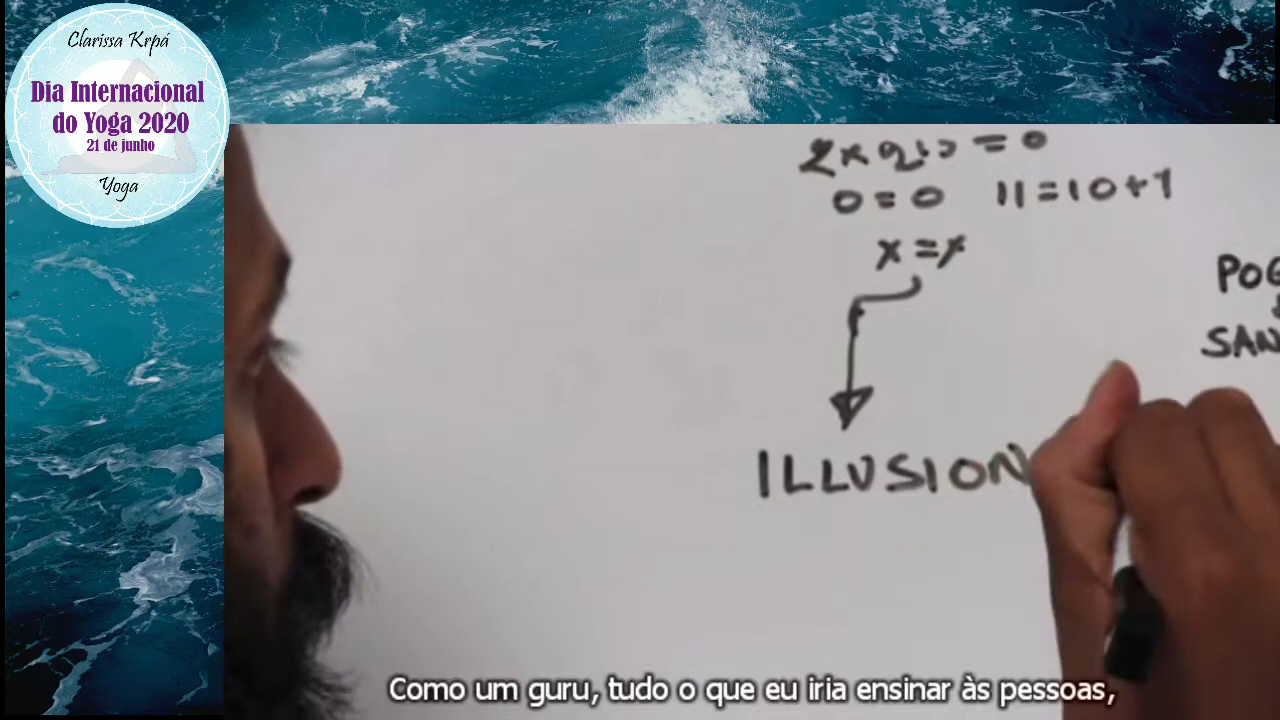 Clarissa Krpá
Dia Internacional
do Yoga 2020
21 de junho
Yoga
0 = 0 11 = 10 + 1
x = x
ILLUSION
Como um guru, tudo o que eu iria ensinar às pessoas,